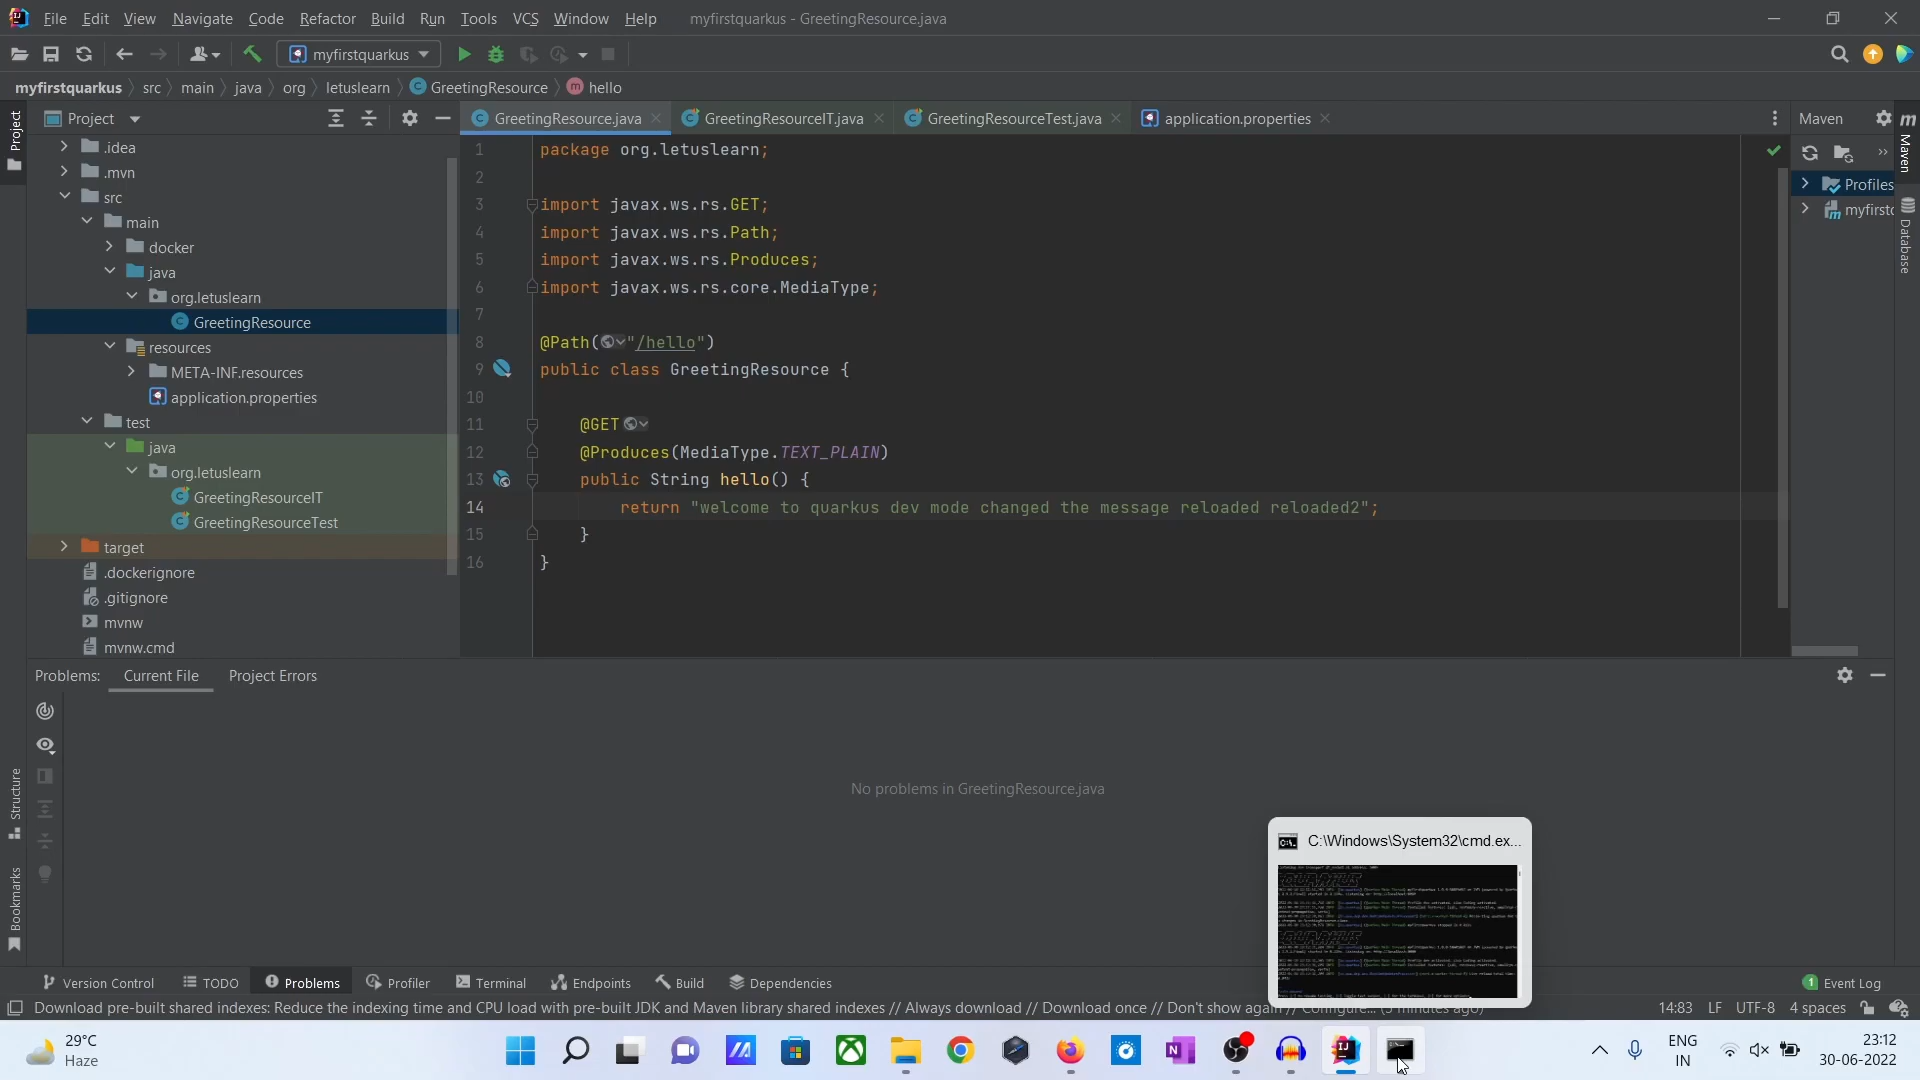 File Edit View Navigate Code Refactor Build Run Tools VCS Window Help myfirstquarkus - GreetingResource.java
myfirstquarkus
myfirstquarkus src main java org letuslearn GreetingResource hello
Project
Project
GreetingResource.java GreetingResourceIT.java GreetingResourceTest.java application.properties
Maven
Maven
Database
Profiles
.idea
.mvn
src
main
docker
java
org.letuslearn
GreetingResource
resources
META-INF.resources
application.properties
test
java
org.letuslearn
GreetingResourceIT
GreetingResourceTest
target
.dockerignore
.gitignore
mvnw
mvnw.cmd
1 package org.letuslearn;
2
3 import javax.ws.rs.GET;
4 import javax.ws.rs.Path;
5 import javax.ws.rs.Produces;
6 import javax.ws.rs.core.MediaType;
7
8 @Path("/hello")
9 public class GreetingResource {
10
11 @GET
12 @Produces(MediaType.TEXT_PLAIN)
13 public String hello() {
14 return "welcome to quarkus dev mode changed the message reloaded reloaded2";
15 }
16 }
Problems: Current File Project Errors
No problems in GreetingResource.java
Structure
Bookmarks
C:\Windows\System32\cmd.ex...
Version Control TODO Problems Profiler Terminal Endpoints Build Dependencies
1 Event Log
Download pre-built shared indexes: Reduce the indexing time and CPU load with pre-built JDK and Maven library shared indexes // Always download // Download once // Don't show again // Configure... (5 minutes ago)
14:83 LF UTF-8 4 spaces
29°C
Haze
ENG
IN
23:12
30-06-2022